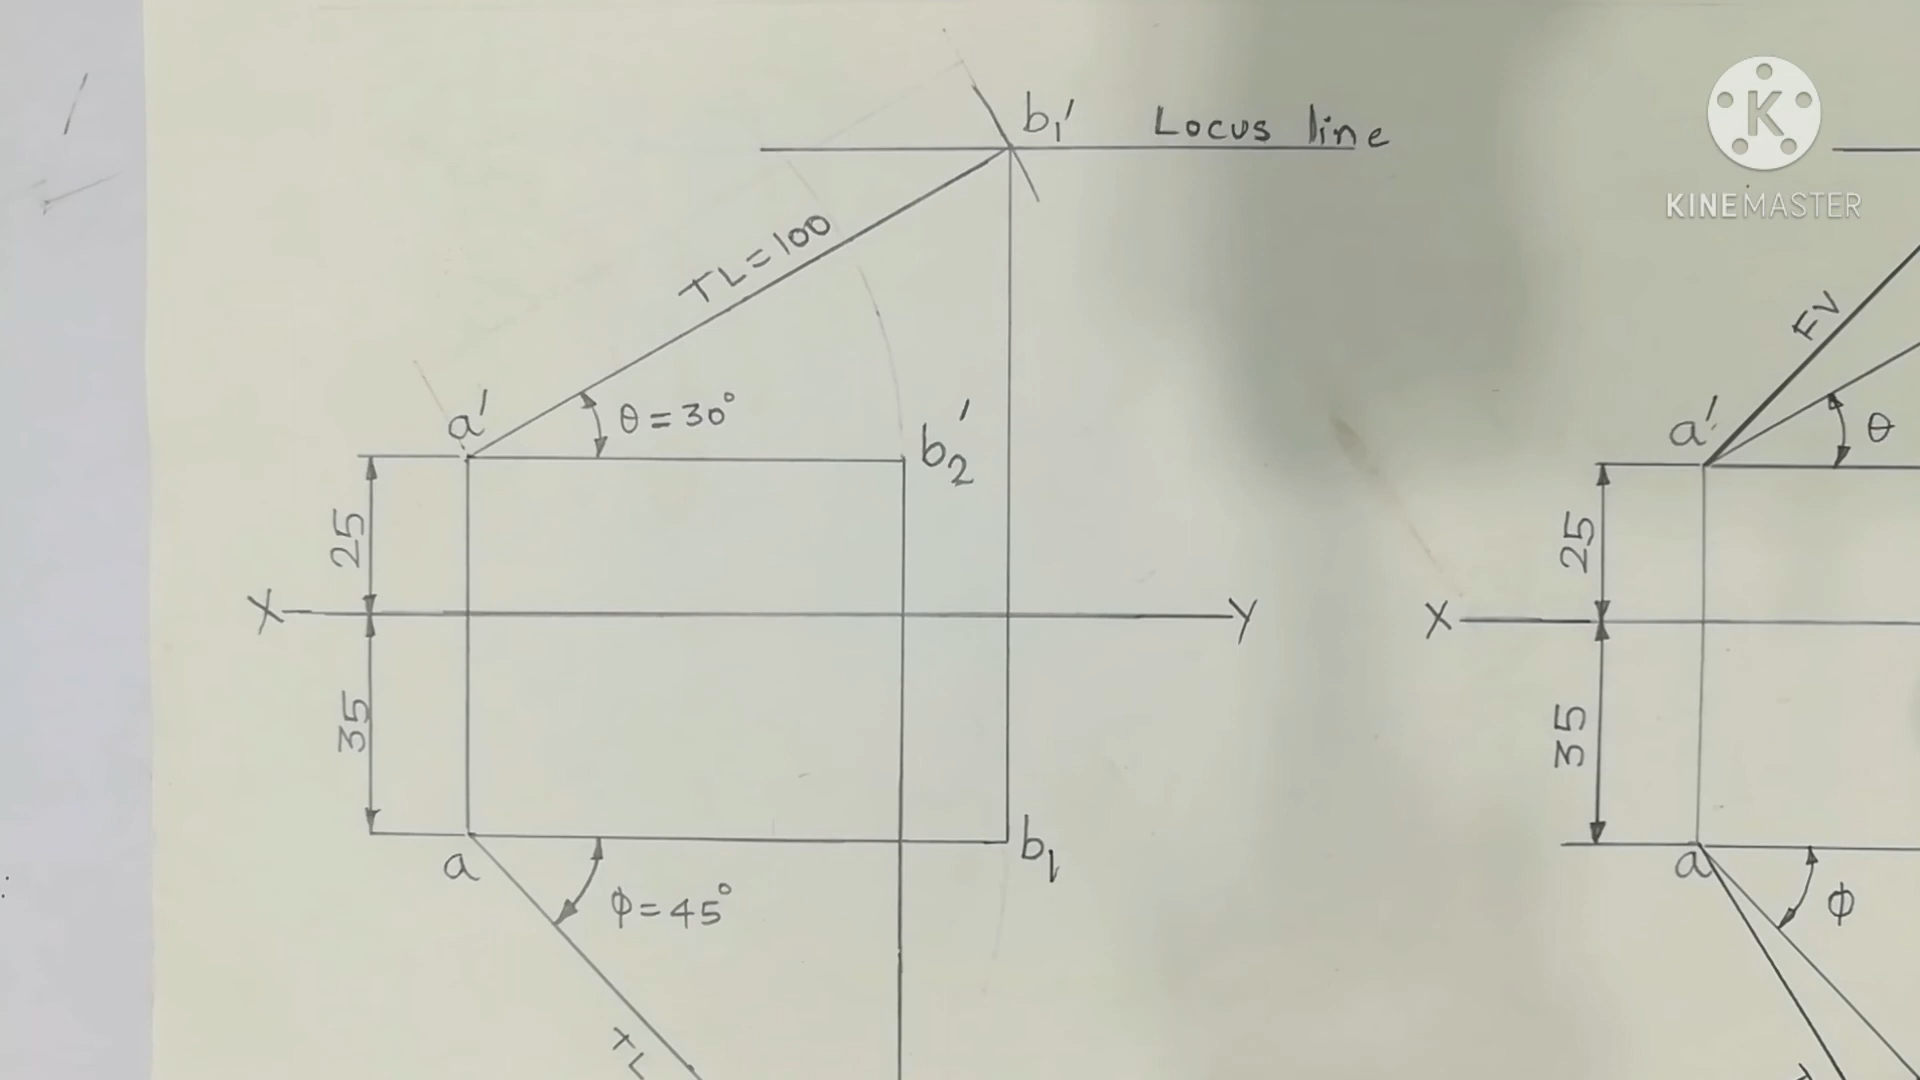 b₁' Locus line
K
KINEMASTER
TL=100
FV
a' θ=30° b₂'
a' θ
25
25
X Y
X
35
35
a b₁
a
ϕ=45°
ϕ
TL